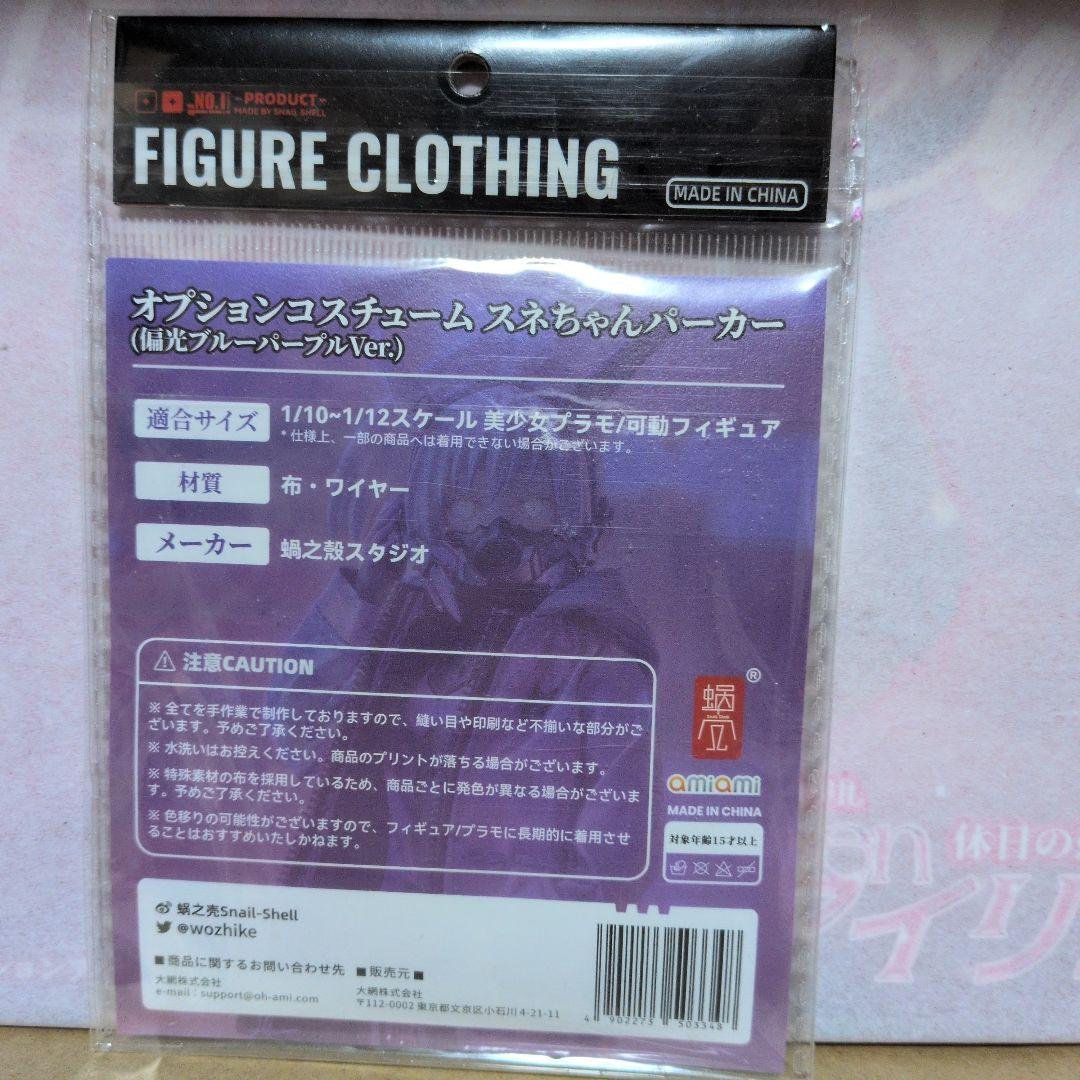 NO.1 -PRODUCT-
MADE BY SNAIL SHELL
FIGURE CLOTHING
MADE IN CHINA
オプションコスチューム スネちゃんパーカー
(偏光ブルーパープルVer.)
適合サイズ 1/10~1/12スケール 美少女プラモ/可動フィギュア
*仕様上、一部の商品へは着用できない場合がございます。
材質 布・ワイヤー
メーカー 蝸之殻スタジオ
注意CAUTION
※ 全てを手作業で制作しておりますので、縫い目や印刷など不揃いな部分がご
ざいます。予めご了承ください。
※ 水洗いはお控えください。商品のプリントが落ちる場合がございます。
※ 特殊素材の布を採用しているため、商品ごとに発色が異なる場合がございま
す。予めご了承ください。
※ 色移りの可能性がございますので、フィギュア/プラモに長期的に着用させ
ることはおすすめいたしかねます。
®
amiami
MADE IN CHINA
対象年齢15才以上
蝸之壳Snail-Shell
@wozhike
■商品に関するお問い合わせ先
大網株式会社
e-mail:support@oh-ami.com
■販売元■
大網株式会社
〒112-0002 東京都文京区小石川4-21-11
4 902273 503348
休日の